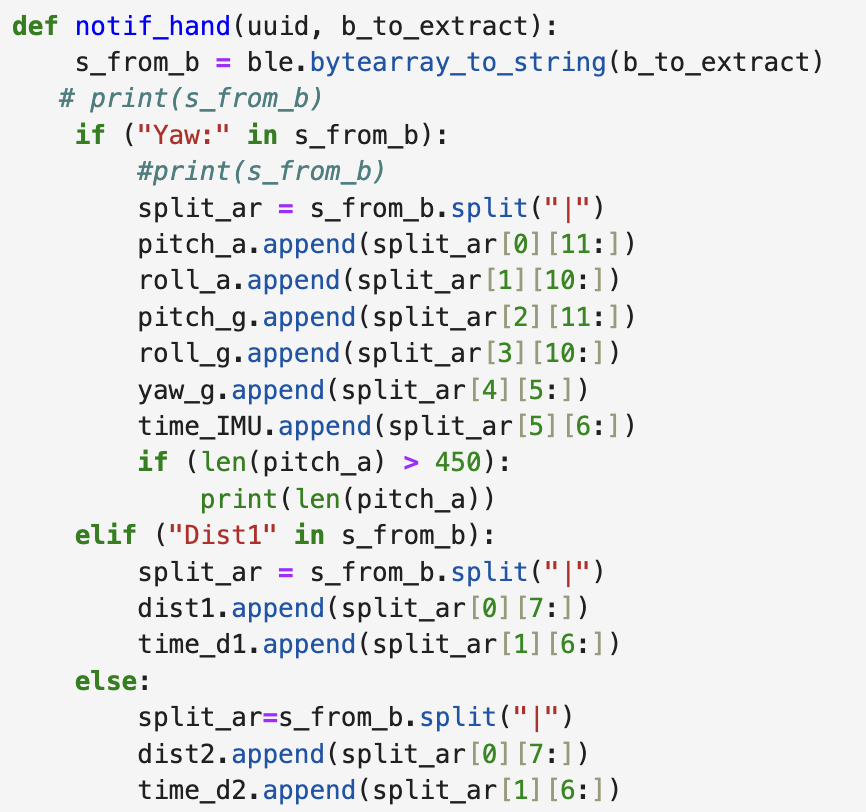 def notif_hand(uuid, b_to_extract):
    s_from_b = ble.bytearray_to_string(b_to_extract)
   # print(s_from_b)
    if ("Yaw:" in s_from_b):
        #print(s_from_b)
        split_ar = s_from_b.split("|")
        pitch_a.append(split_ar[0][11:])
        roll_a.append(split_ar[1][10:])
        pitch_g.append(split_ar[2][11:])
        roll_g.append(split_ar[3][10:])
        yaw_g.append(split_ar[4][5:])
        time_IMU.append(split_ar[5][6:])
        if (len(pitch_a) > 450):
            print(len(pitch_a))
    elif ("Dist1" in s_from_b):
        split_ar = s_from_b.split("|")
        dist1.append(split_ar[0][7:])
        time_d1.append(split_ar[1][6:])
    else:
        split_ar=s_from_b.split("|")
        dist2.append(split_ar[0][7:])
        time_d2.append(split_ar[1][6:])